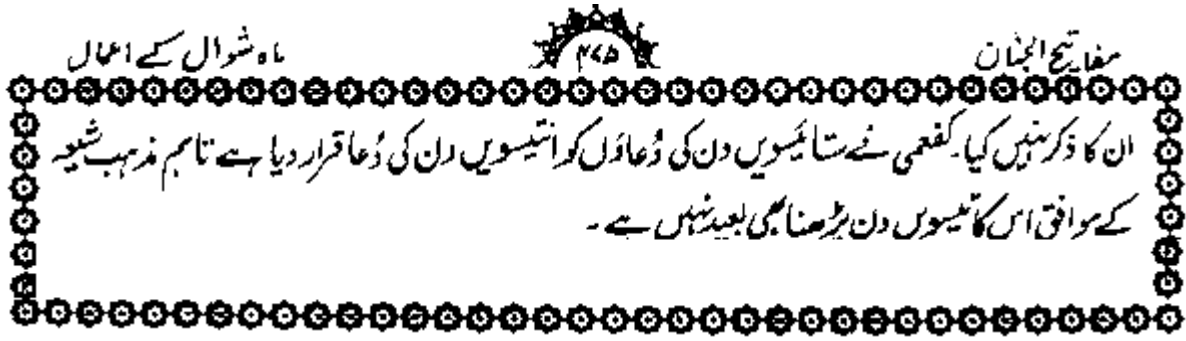 مفاتیح الجنان
۴۷۵
ماہ شوال کے اعمال
ان کا ذکر نہیں کیا۔ کفعمی نے ستائیسویں دن کی دُعاؤں کو انتیسویں دن کی دُعا قرار دیا ہے تاہم مذہب شیعہ
کے موافق اس کا تیسویں دن پڑھنا بھی بعید نہیں ہے۔